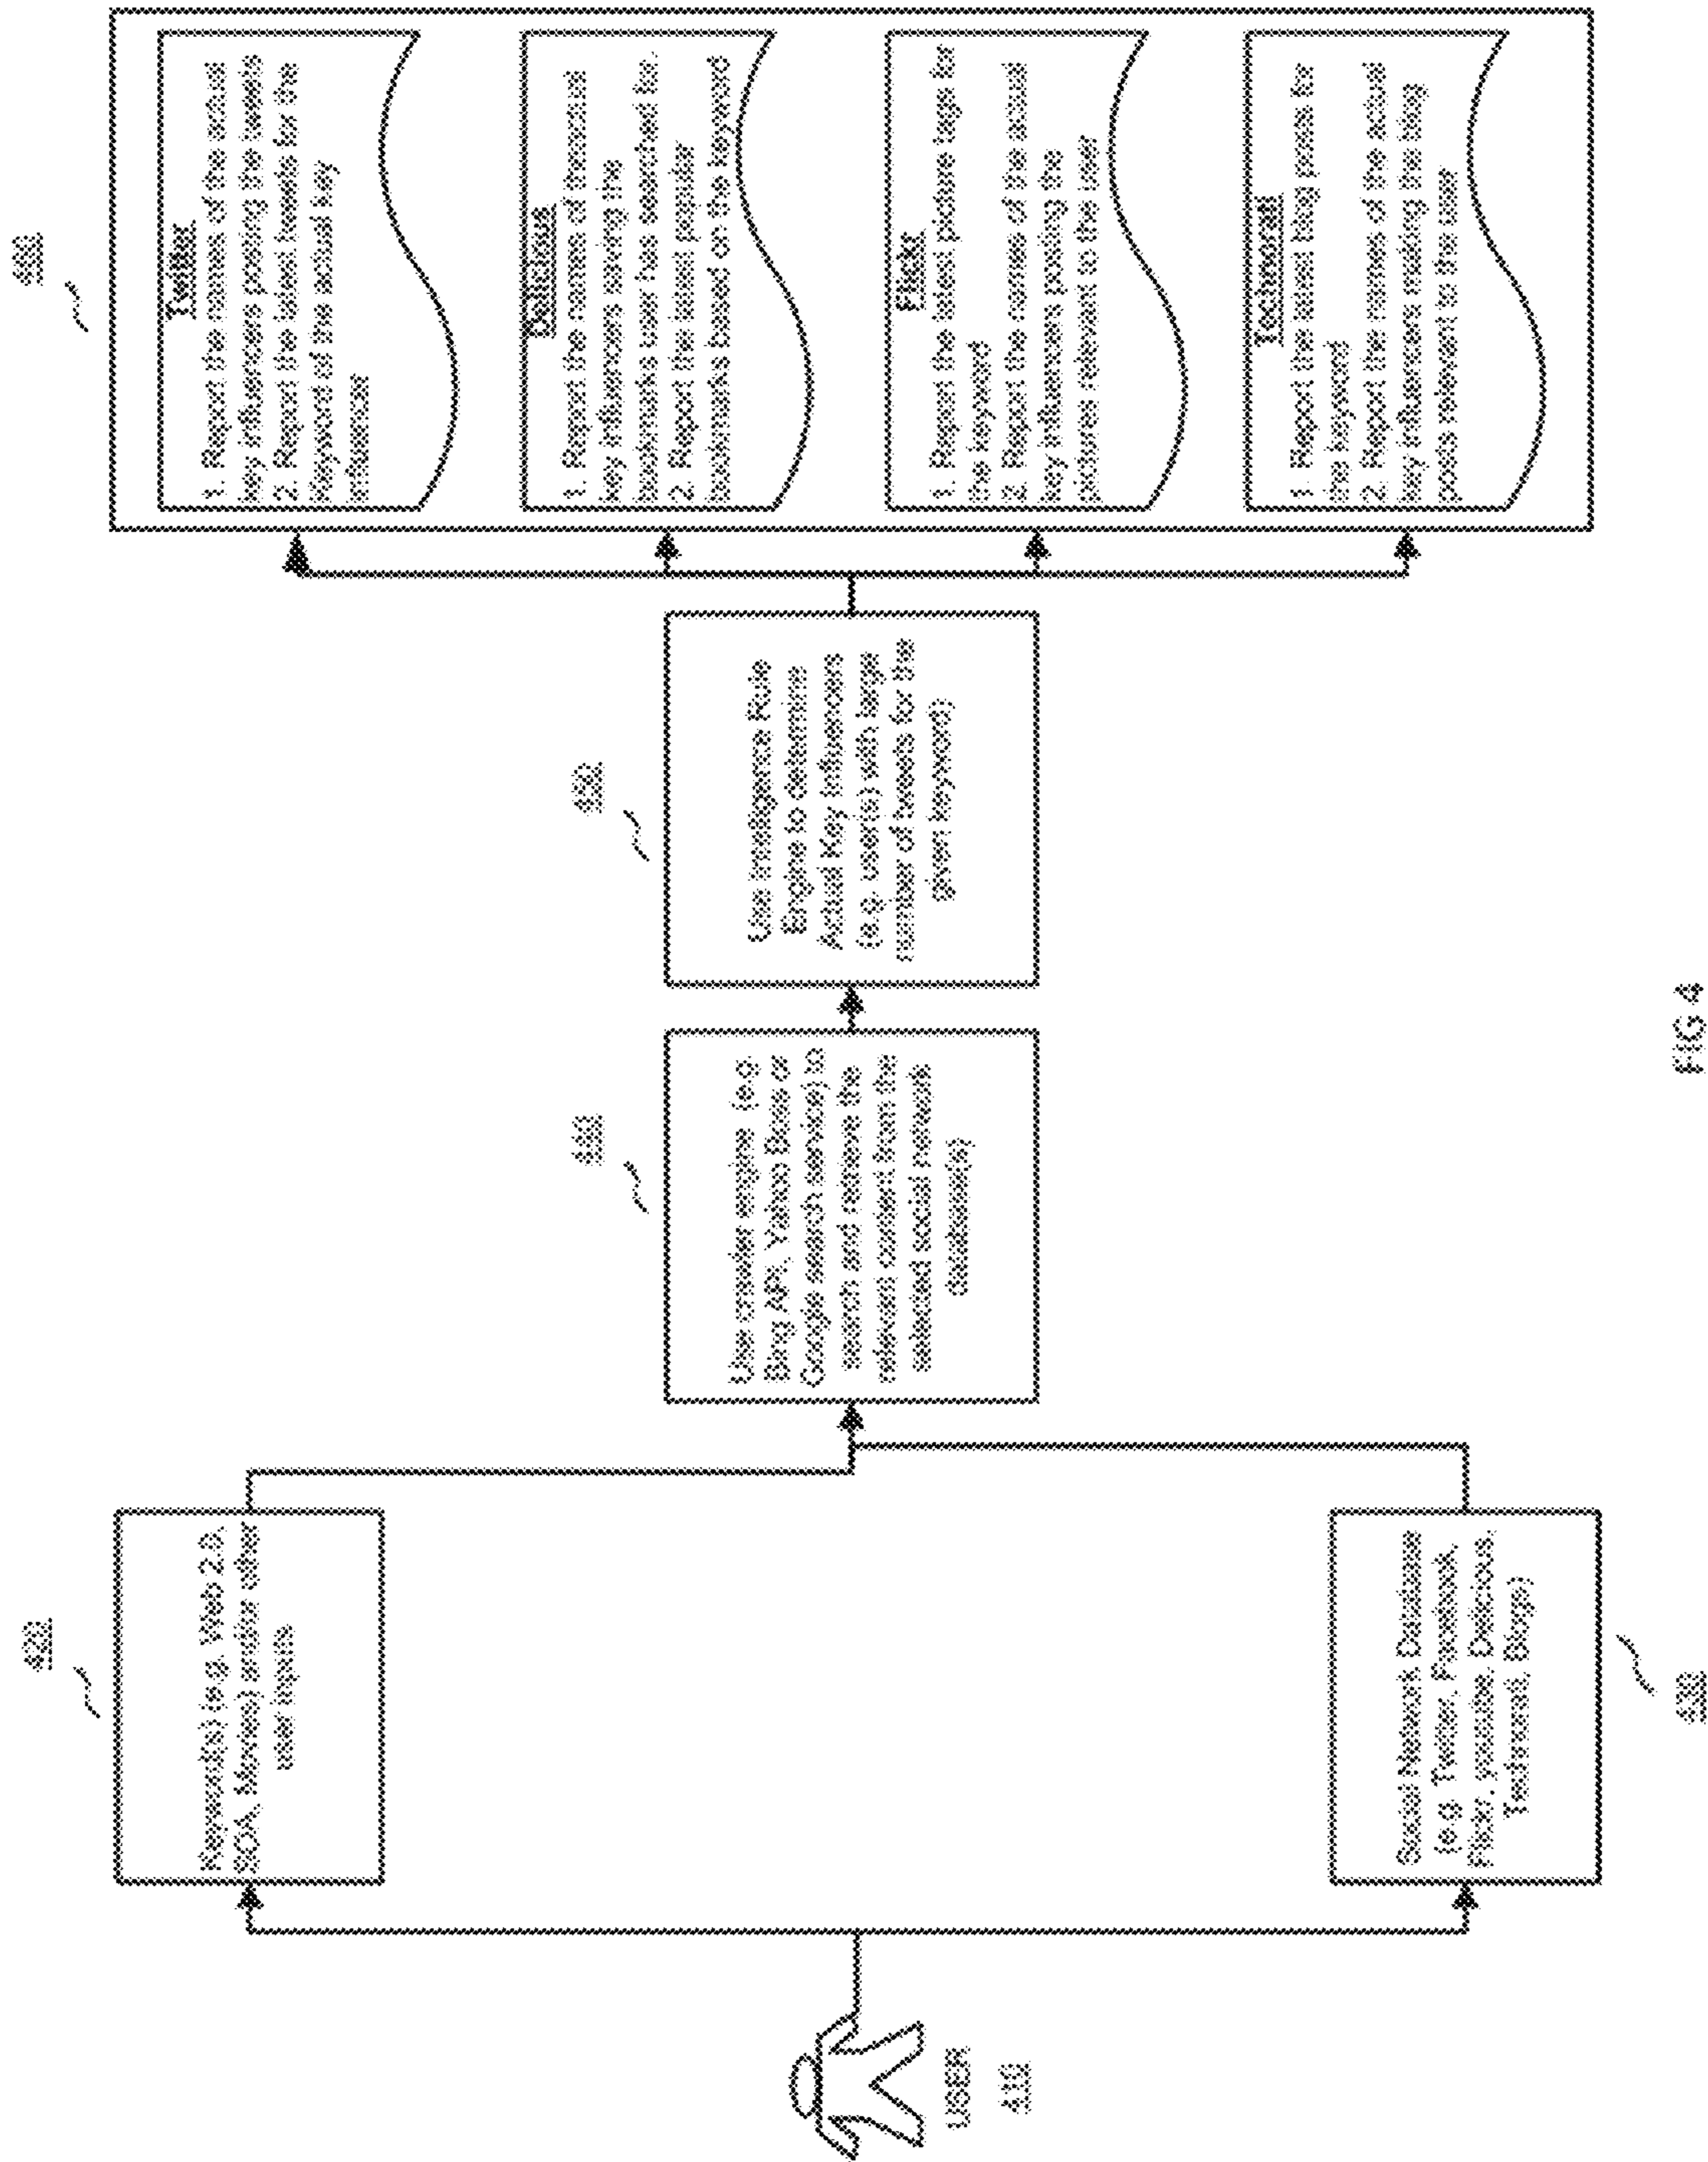 USER
410
420
Keyword(s) (e.g. Web 2.0,
SOA, Movies) and/or other
user inputs
Social Network Database
(e.g. Twitter, Facebook,
Flickr, youtube, Delicious,
Technorati, Blogs)
430
440
Use crawler engine (e.g.
Bing API, Yahoo Boss or
Google search service) to
search and retrieve the
relevant content from the
selected social network
database(s)
450
Use Intelligence Rule
Engine to determine
Actual Key Influencers
(e.g. user(s) with large
number of tweets for the
given keyword)
460
Twitter
1. Report the names of the actual
key influencers posting the tweets
2. Report the latest tweets for the
keyword of the actual key
influencer
Delicious
1. Report the names of the actual
key influencers saving the
bookmarks user has searched for.
2. Report the latest popular
bookmarks based on the keyword
Flickr
1. Report the latest picture tags for
the keyword
2. Report the names of the actual
key influencers posting the
pictures relevant to the user
Technorati
1. Report the latest blog posts for
the keyword
2. Report the names of the actual
key influencers making the blog
posts relevant to the user
FIG 4